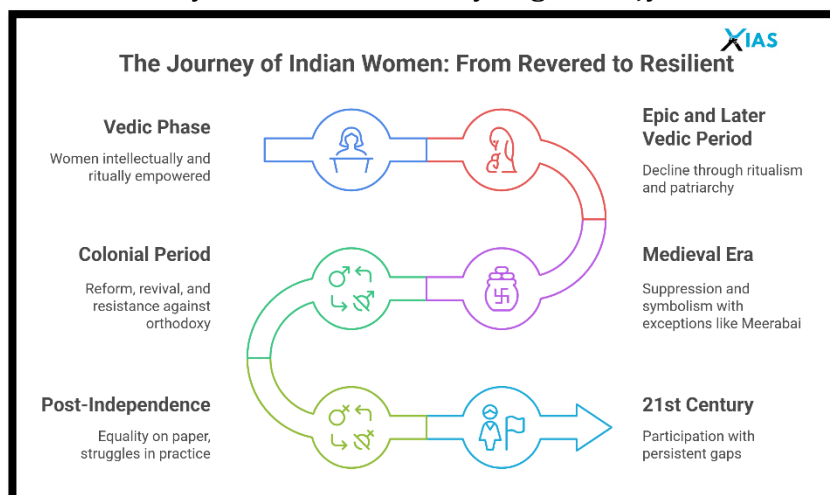 XIAS
The Journey of Indian Women: From Revered to Resilient
Vedic Phase
Women intellectually and
ritually empowered
Epic and Later
Vedic Period
Decline through ritualism
and patriarchy
Medieval Era
Suppression and
symbolism with
exceptions like Meerabai
Colonial Period
Reform, revival, and
resistance against
orthodoxy
Post-Independence
Equality on paper,
struggles in practice
21st Century
Participation with
persistent gaps